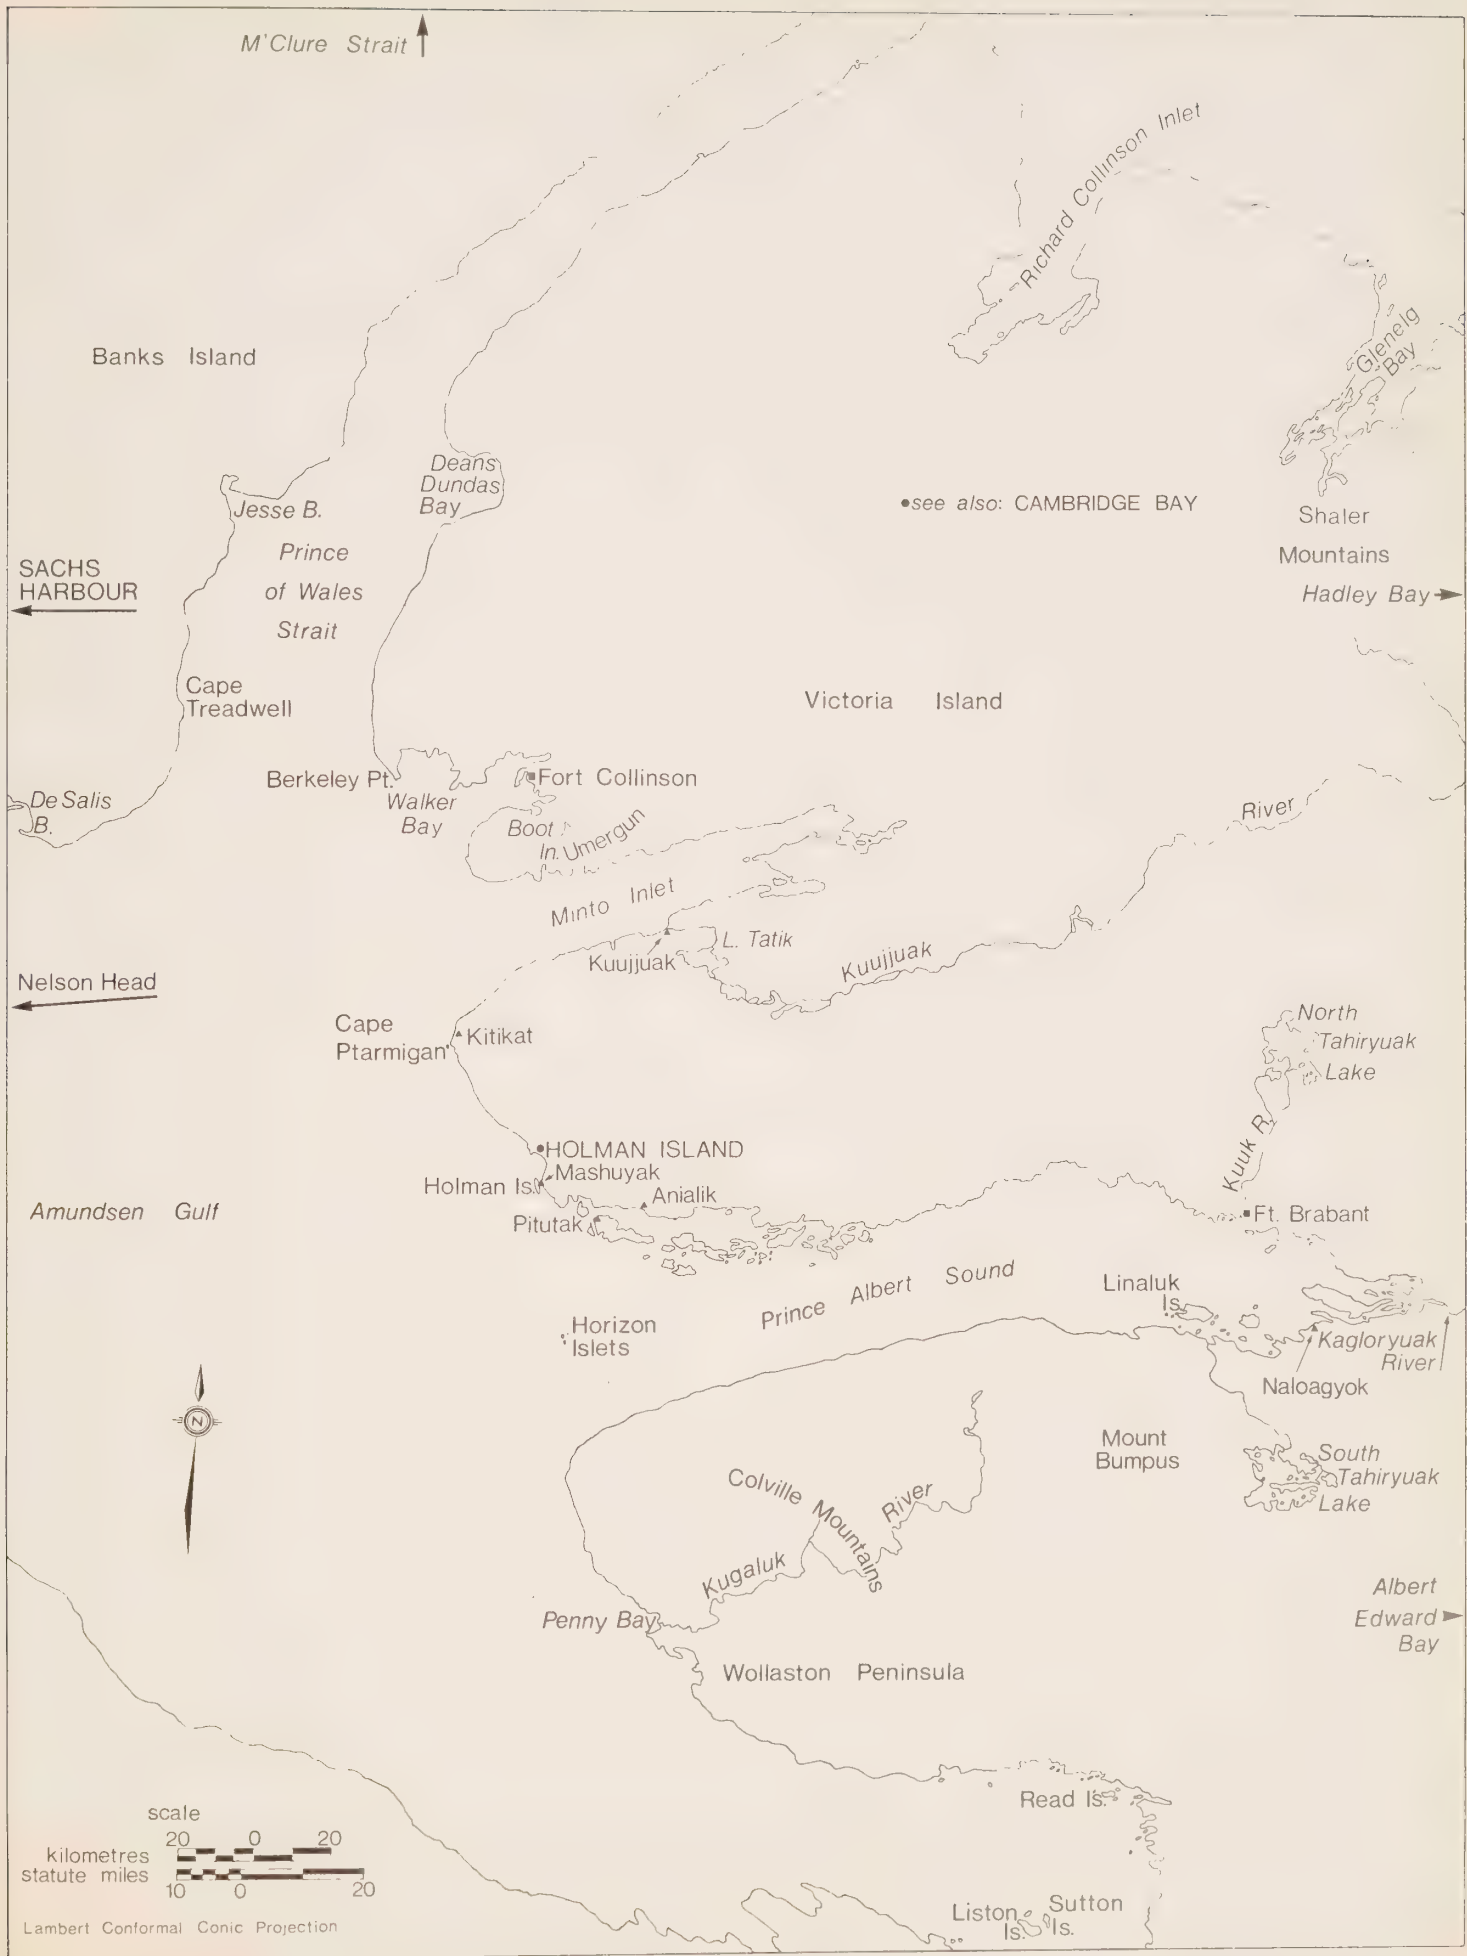 M'Clure Strait
Richard Collinson Inlet
Banks Island
Glenelg
Bay
Deans
Dundas
Bay
Jesse B.
•see also: CAMBRIDGE BAY
Shaler
Mountains
Hadley Bay
Prince
of Wales
Strait
SACHS
HARBOUR
Cape
Treadwell
Victoria Island
Berkeley Pt.
Fort Collinson
Walker
Bay
De Salis
B.
Boot
In.
Umergun
River
Minto Inlet
L. Tatik
Kuujjuak
Kuujjuak
Nelson Head
Cape
Ptarmigan
Kitikat
North
Tahiryuak
Lake
Kuuk R.
HOLMAN ISLAND
Mashuyak
Holman Is.
Anialik
Pitutak
Amundsen Gulf
Ft. Brabant
Prince Albert Sound
Linaluk
Is.
Horizon
Islets
Kagloryuak
River
Naloagyok
N
Mount
Bumpus
South
Tahiryuak
Lake
Colville Mountains
River
Kugaluk
Penny Bay
Albert
Edward
Bay
Wollaston Peninsula
Read Is.
scale
20 0 20
kilometres
statute miles
10 0 20
Lambert Conformal Conic Projection
Liston
Is.
Sutton
Is.